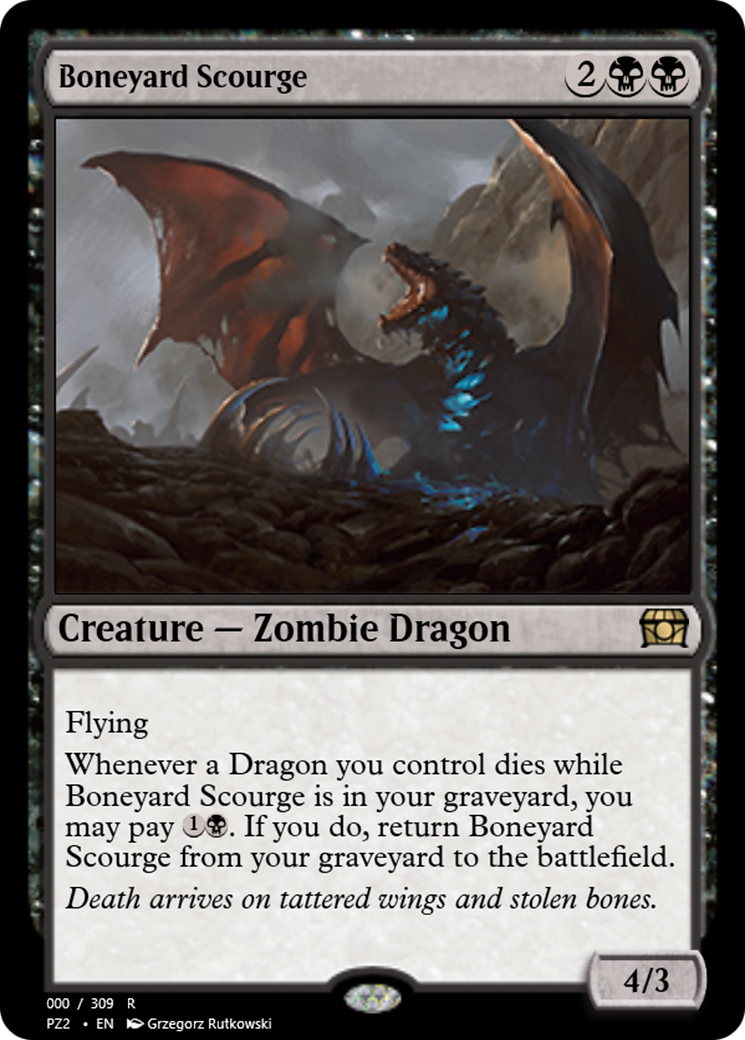 Boneyard Scourge 2
Creature — Zombie Dragon
Flying
Whenever a Dragon you control dies while
Boneyard Scourge is in your graveyard, you
may pay 1. If you do, return Boneyard
Scourge from your graveyard to the battlefield.
Death arrives on tattered wings and stolen bones.
4/3
000 / 309 R
PZ2 • EN Grzegorz Rutkowski